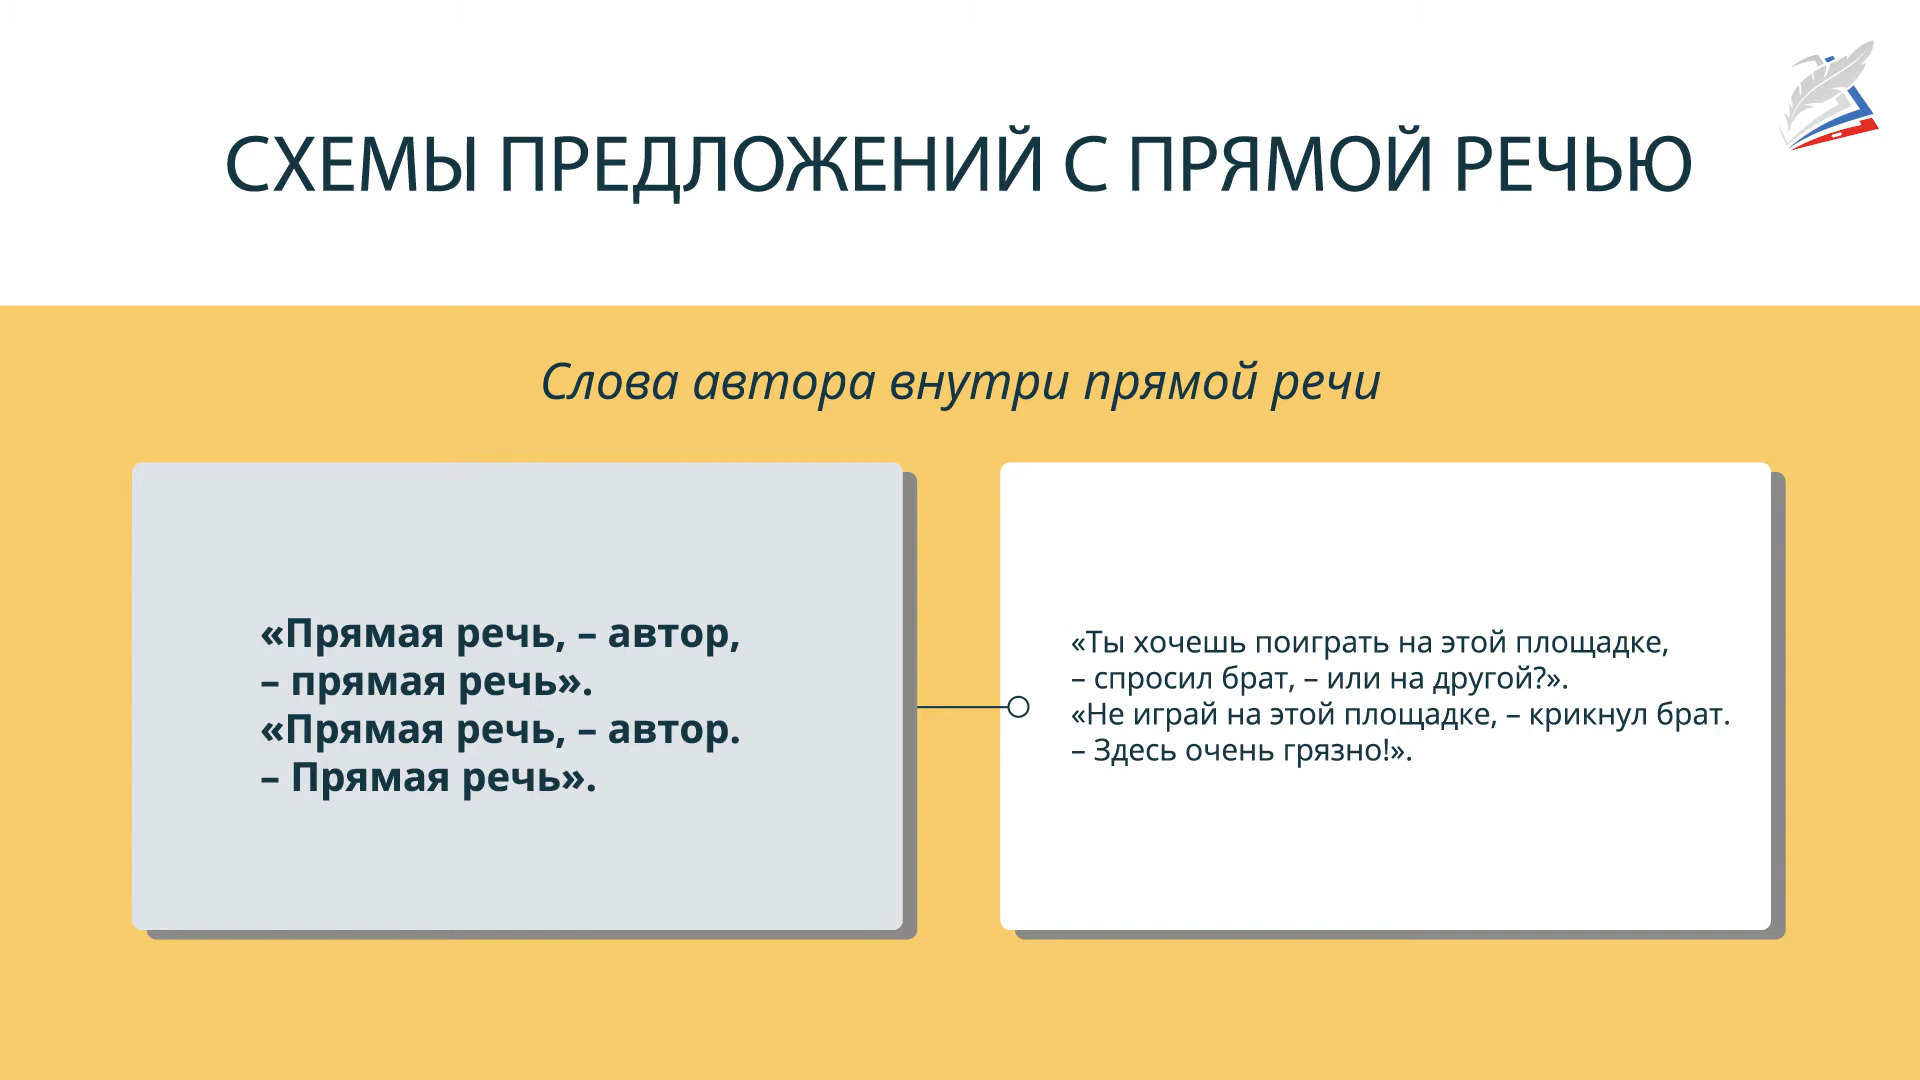 СХЕМЫ ПРЕДЛОЖЕНИЙ С ПРЯМОЙ РЕЧЬЮ
Слова автора внутри прямой речи
«Прямая речь, – автор,
– прямая речь».
«Прямая речь, – автор.
– Прямая речь».
«Ты хочешь поиграть на этой площадке,
– спросил брат, – или на другой?».
«Не играй на этой площадке, – крикнул брат.
– Здесь очень грязно!».